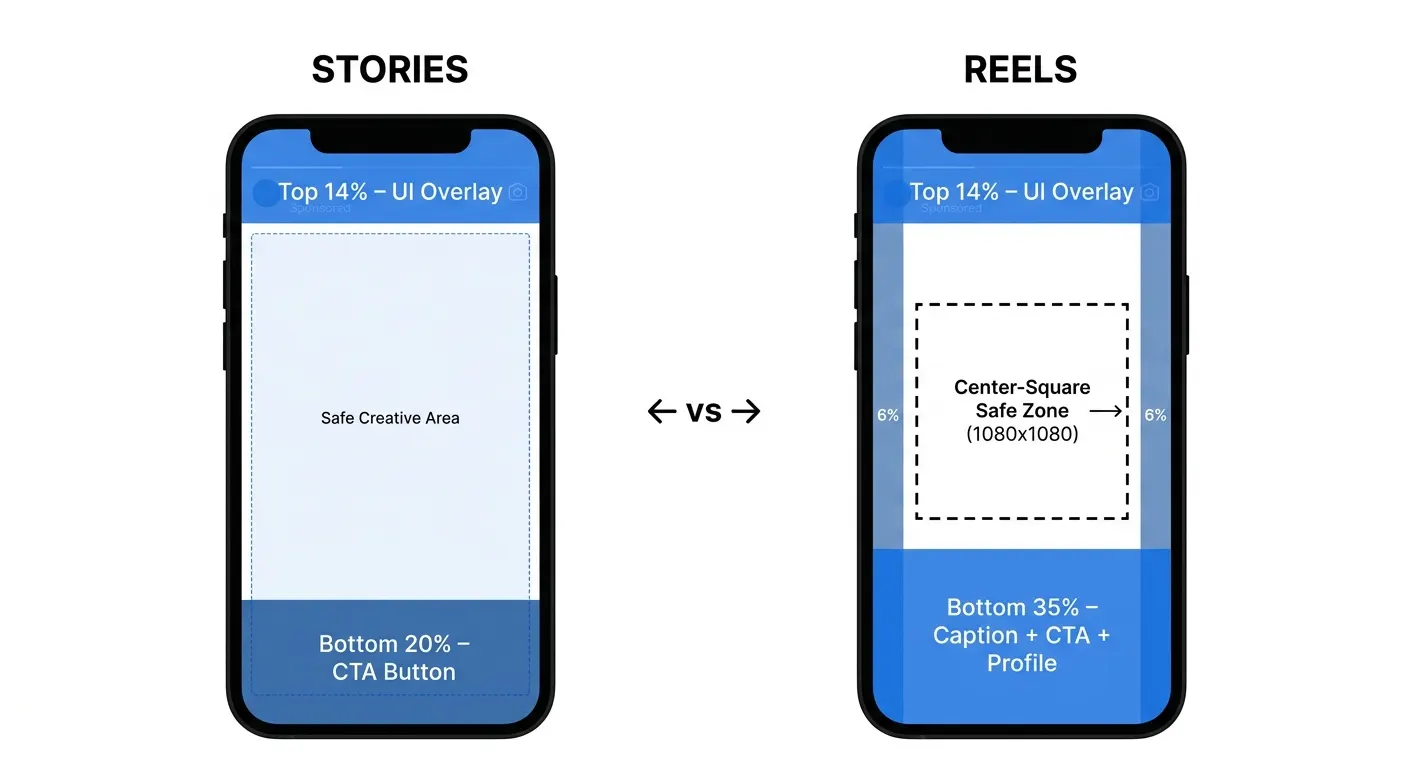 STORIES
Top 14% – UI Overlay
Sponsored
Safe Creative Area
Bottom 20% –
CTA Button
← vs →
REELS
Top 14% – UI Overlay
Sponsored
6%
Center-Square
Safe Zone →
(1080x1080)
6%
Bottom 35% –
Caption + CTA +
Profile